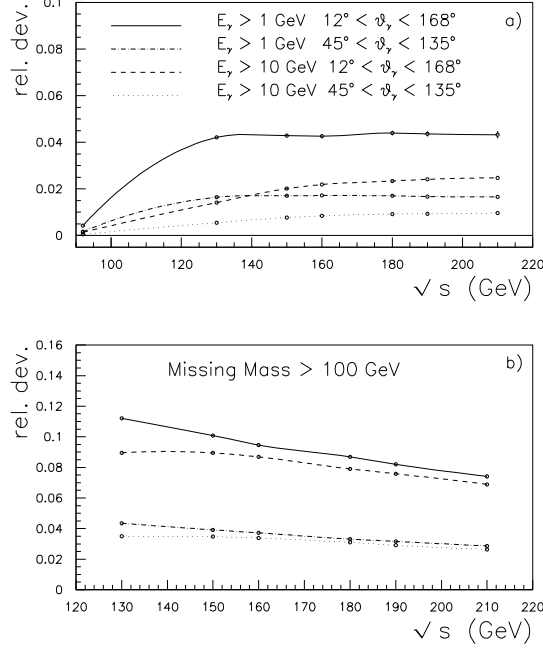 0.1
a)
E_γ > 1 GeV 12° < ϑ_γ < 168°
E_γ > 1 GeV 45° < ϑ_γ < 135°
E_γ > 10 GeV 12° < ϑ_γ < 168°
E_γ > 10 GeV 45° < ϑ_γ < 135°
rel. dev.
0.08
0.06
0.04
0.02
0
100 120 140 160 180 200 220
√ s (GeV)
0.16
b)
Missing Mass > 100 GeV
rel. dev.
0.14
0.12
0.1
0.08
0.06
0.04
0.02
0
120 130 140 150 160 170 180 190 200 210 220
√ s (GeV)